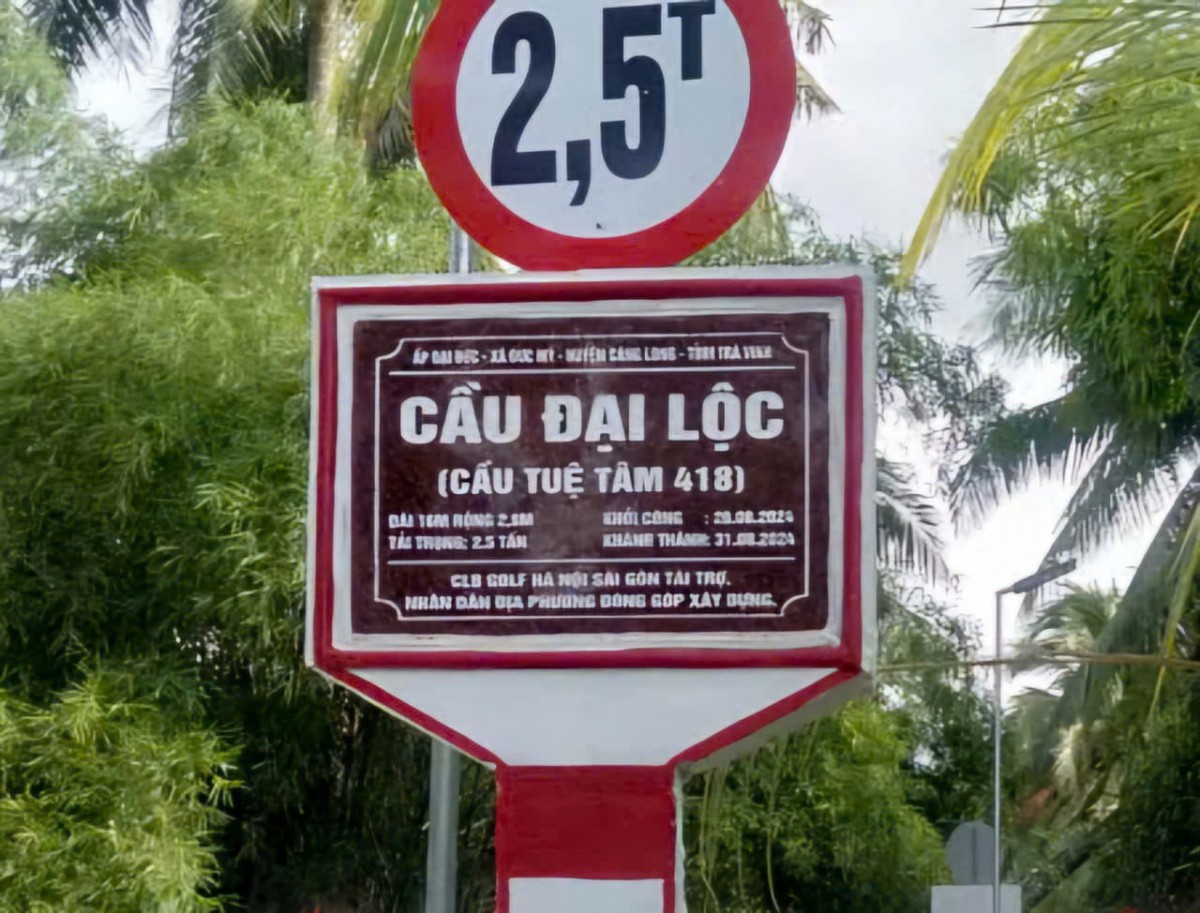 2,5T
ẤP ĐẠI ĐỨC - XÃ ĐỨC MỸ - HUYỆN CÀNG LONG - TỈNH TRÀ VINH
CẦU ĐẠI LỘC
(CẦU TUỆ TÂM 418)
DÀI 16M RỘNG 2.5M KHỞI CÔNG : 20.08.2024
TẢI TRỌNG: 2.5 TẤN KHÁNH THÀNH: 31.08.2024
CLB GOLF HÀ NỘI SÀI GÒN TÀI TRỢ.
NHÂN DÂN ĐỊA PHƯƠNG ĐÓNG GÓP XÂY DỰNG.